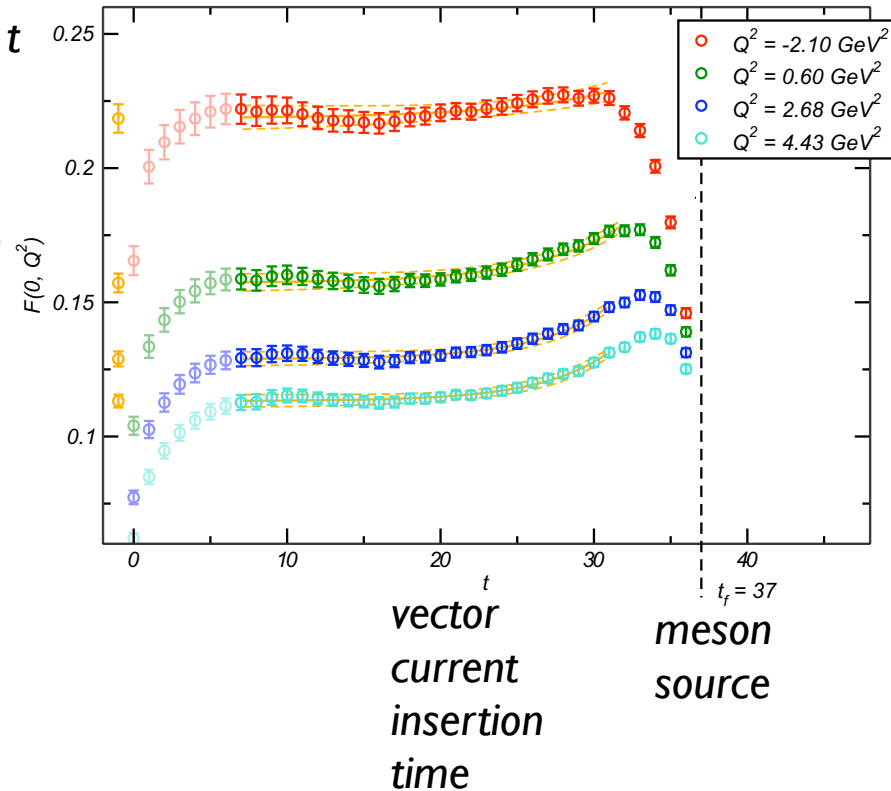 t
0.25
0.2
0.15
0.1
F(0, Q²)
Q² = -2.10 GeV²
Q² = 0.60 GeV²
Q² = 2.68 GeV²
Q² = 4.43 GeV²
0
10
20
30
40
t
t_f = 37
vector
current
insertion
time
meson
source